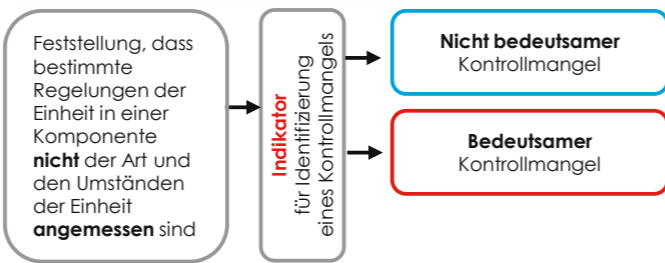 Feststellung, dass
bestimmte
Regelungen der
Einheit in einer
Komponente
nicht der Art und
den Umständen
der Einheit
angemessen sind
Indikator
für Identifizierung
eines Kontrollmangels
Nicht bedeutsamer
Kontrollmangel
Bedeutsamer
Kontrollmangel